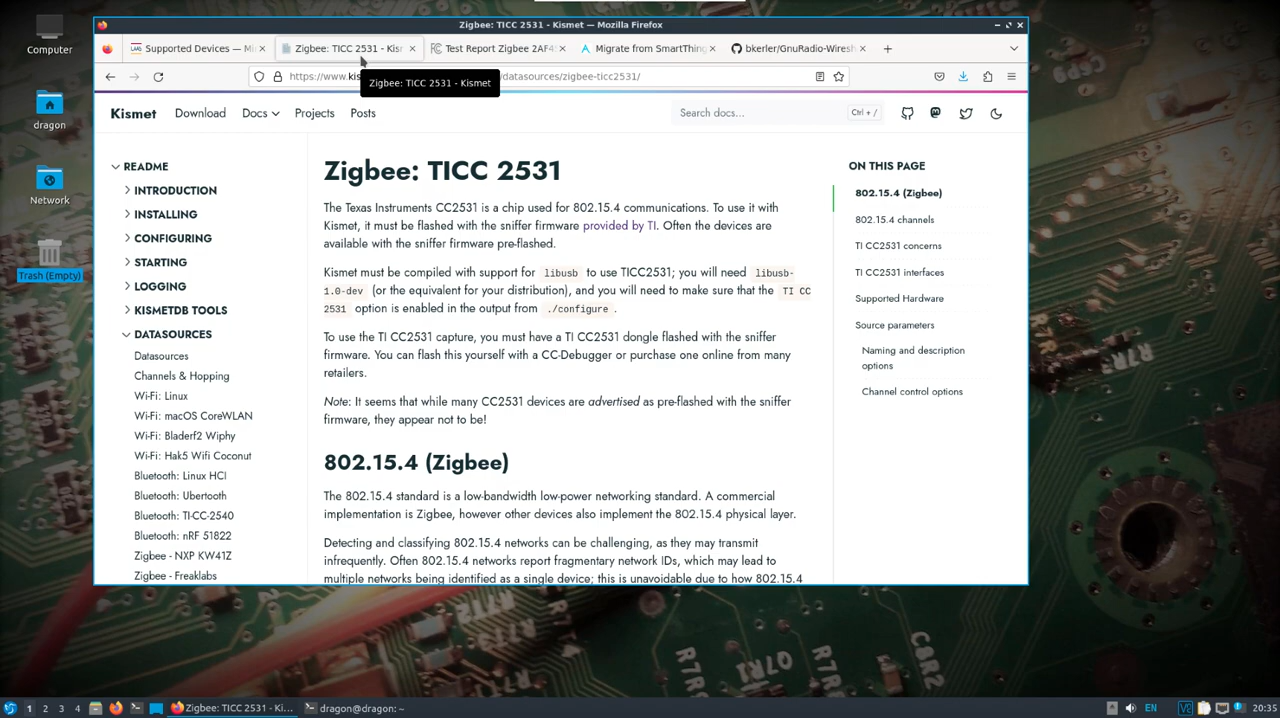 Computer
dragon
Network
Trash (Empty)
Zigbee: TICC 2531 - Kismet — Mozilla Firefox
Supported Devices — Mi
Zigbee: TICC 2531 - Kisr
Test Report Zigbee 2AF4
Migrate from SmartThing
bkerler/GnuRadio-Wiresh
https://www.kis
/datasources/zigbee-ticc2531/
Zigbee: TICC 2531 - Kismet
Kismet
Download
Docs
Projects
Posts
Search docs...
Ctrl + /
README
INTRODUCTION
INSTALLING
CONFIGURING
STARTING
LOGGING
KISMETDB TOOLS
DATASOURCES
Datasources
Channels & Hopping
Wi-Fi: Linux
Wi-Fi: macOS CoreWLAN
Wi-Fi: Bladerf2 Wiphy
Wi-Fi: Hak5 Wifi Coconut
Bluetooth: Linux HCI
Bluetooth: Ubertooth
Bluetooth: TI-CC-2540
Bluetooth: nRF 51822
Zigbee - NXP KW41Z
Zigbee - Freaklabs
Zigbee: TICC 2531
The Texas Instruments CC2531 is a chip used for 802.15.4 communications. To use it with
Kismet, it must be flashed with the sniffer firmware provided by TI. Often the devices are
available with the sniffer firmware pre-flashed.
Kismet must be compiled with support for libusb to use TICC2531; you will need libusb-
1.0-dev (or the equivalent for your distribution), and you will need to make sure that the TI CC
2531 option is enabled in the output from ./configure .
To use the TI CC2531 capture, you must have a TI CC2531 dongle flashed with the sniffer
firmware. You can flash this yourself with a CC-Debugger or purchase one online from many
retailers.
Note: It seems that while many CC2531 devices are advertised as pre-flashed with the sniffer
firmware, they appear not to be!
802.15.4 (Zigbee)
The 802.15.4 standard is a low-bandwidth low-power networking standard. A commercial
implementation is Zigbee, however other devices also implement the 802.15.4 physical layer.
Detecting and classifying 802.15.4 networks can be challenging, as they may transmit
infrequently. Often 802.15.4 networks report fragmentary network IDs, which may lead to
multiple networks being identified as a single device; this is unavoidable due to how 802.15.4
ON THIS PAGE
802.15.4 (Zigbee)
802.15.4 channels
TI CC2531 concerns
TI CC2531 interfaces
Supported Hardware
Source parameters
Naming and description
options
Channel control options
1 2 3 4
Zigbee: TICC 2531 - Ki...
dragon@dragon: ~
EN
20:35